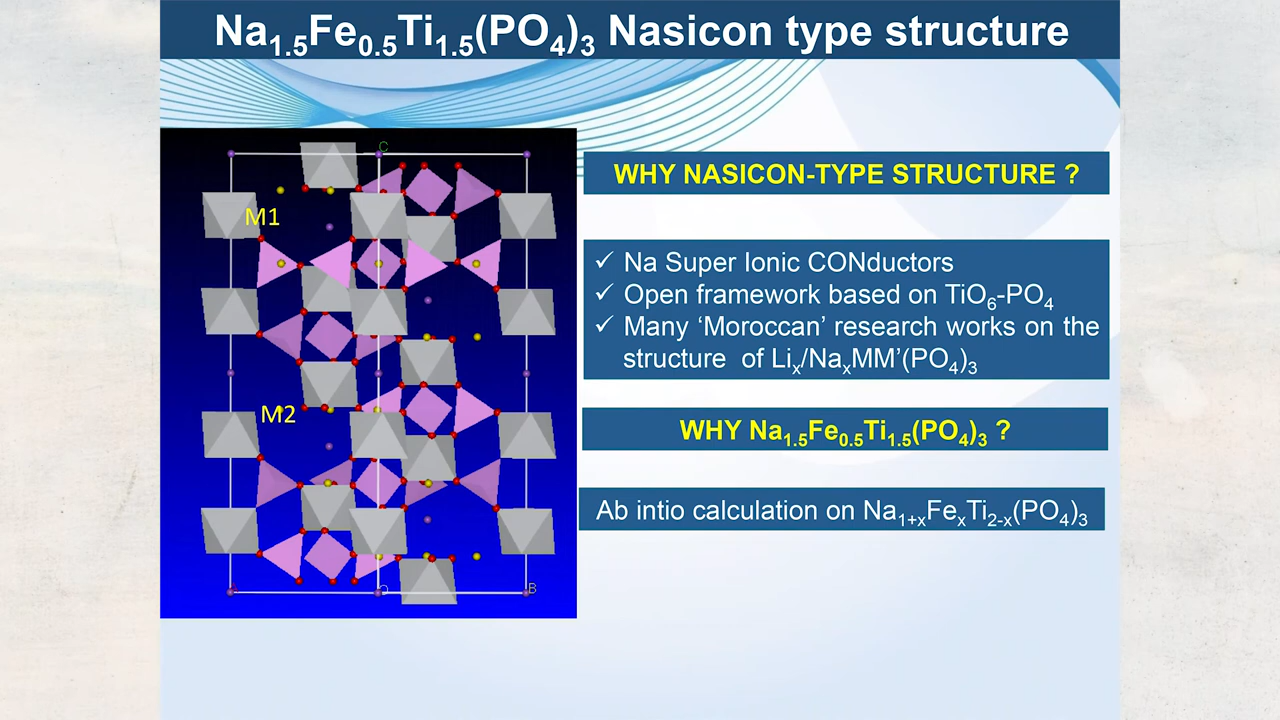 Na1.5Fe0.5Ti1.5(PO4)3 Nasicon type structure
C
M1
M2
B
WHY NASICON-TYPE STRUCTURE ?
✓ Na Super Ionic CONductors
✓ Open framework based on TiO6-PO4
✓ Many ‘Moroccan’ research works on the
structure of Lix/NaxMM’(PO4)3
WHY Na1.5Fe0.5Ti1.5(PO4)3 ?
Ab intio calculation on Na1+xFexTi2-x(PO4)3